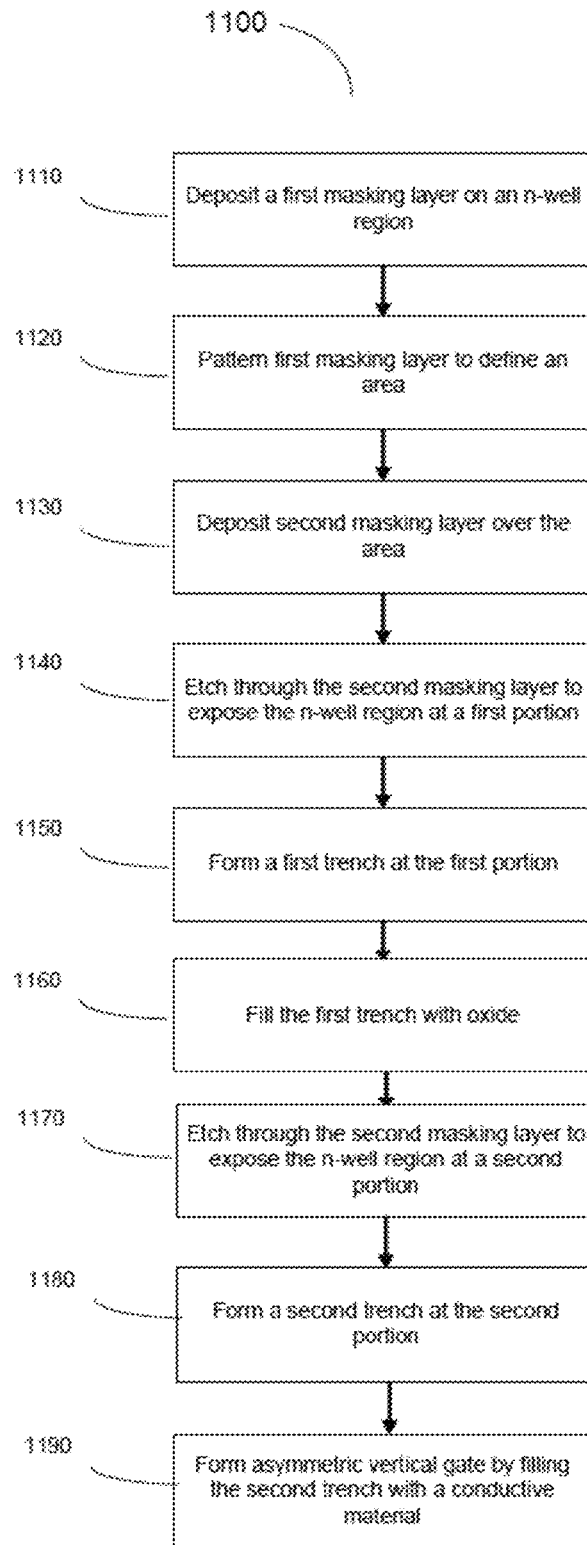 1100
1110
Deposit a first masking layer on an n-well
region
1120
Pattern first masking layer to define an
area
1130
Deposit second masking layer over the
area
1140
Etch through the second masking layer to
expose the n-well region at a first portion
1150
Form a first trench at the first portion
1160
Fill the first trench with oxide
1170
Etch through the second masking layer to
expose the n-well region at a second
portion
1180
Form a second trench at the second
portion
1190
Form asymmetric vertical gate by filling
the second trench with a conductive
material